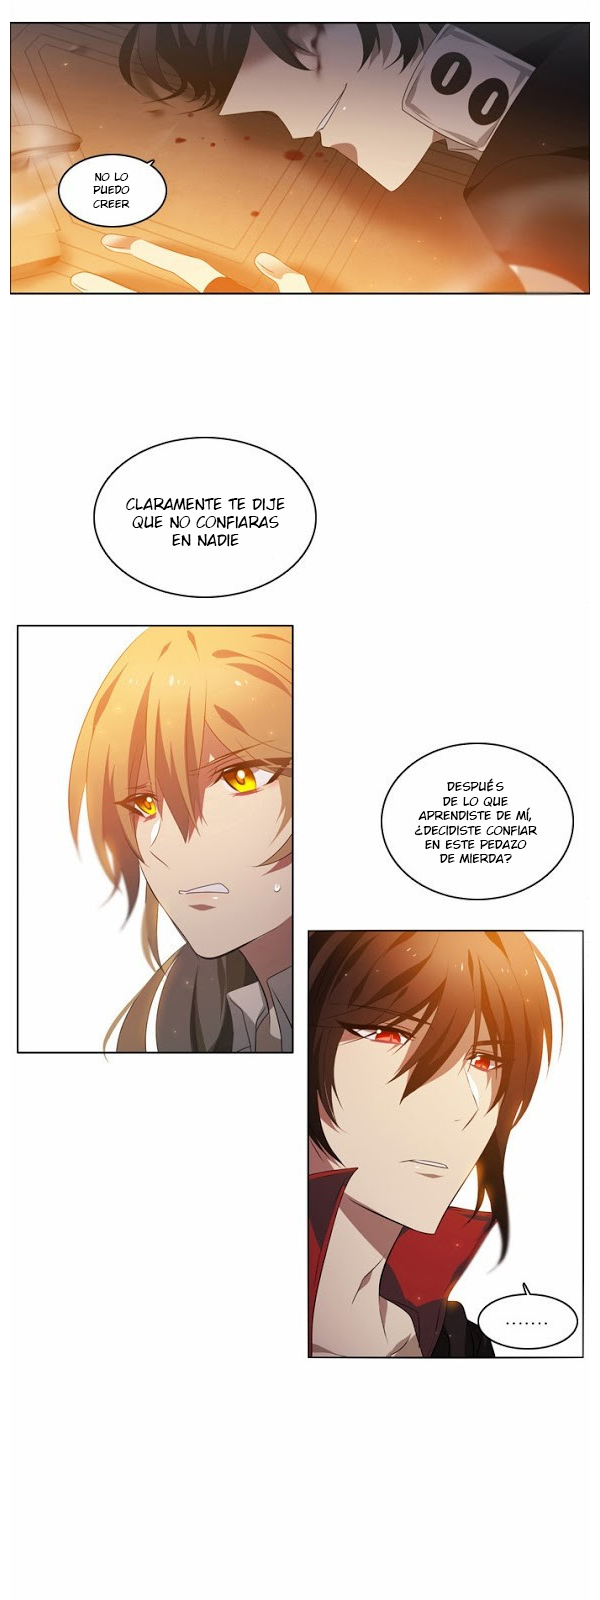 00
NO LO
PUEDO
CREER
CLARAMENTE TE DIJE
QUE NO CONFIARAS
EN NADIE
DESPUÉS
DE LO QUE
APRENDISTE DE MÍ,
¿DECIDISTE CONFIAR
EN ESTE PEDAZO
DE MIERDA?
.......